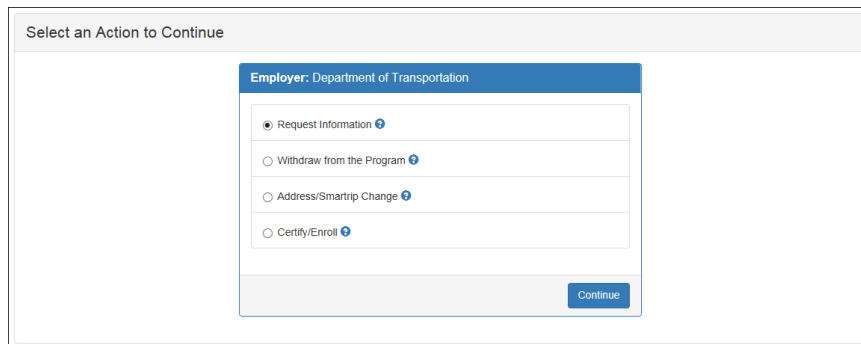 Select an Action to Continue
Employer: Department of Transportation
Request Information ?
Withdraw from the Program ?
Address/Smartrip Change ?
Certify/Enroll ?
Continue